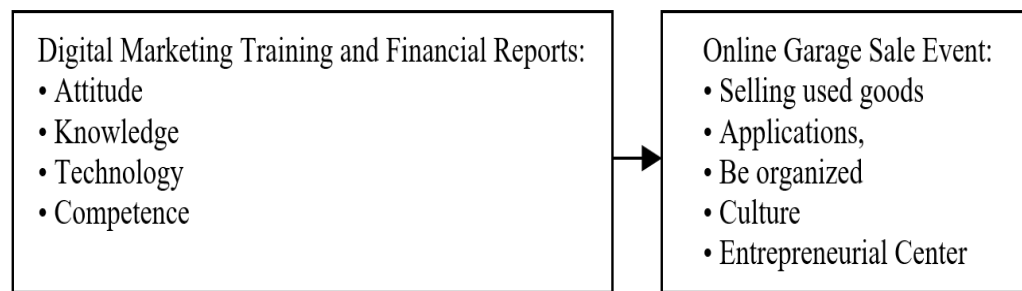 Digital Marketing Training and Financial Reports:
• Attitude
• Knowledge
• Technology
• Competence
Online Garage Sale Event:
• Selling used goods
• Applications,
• Be organized
• Culture
• Entrepreneurial Center